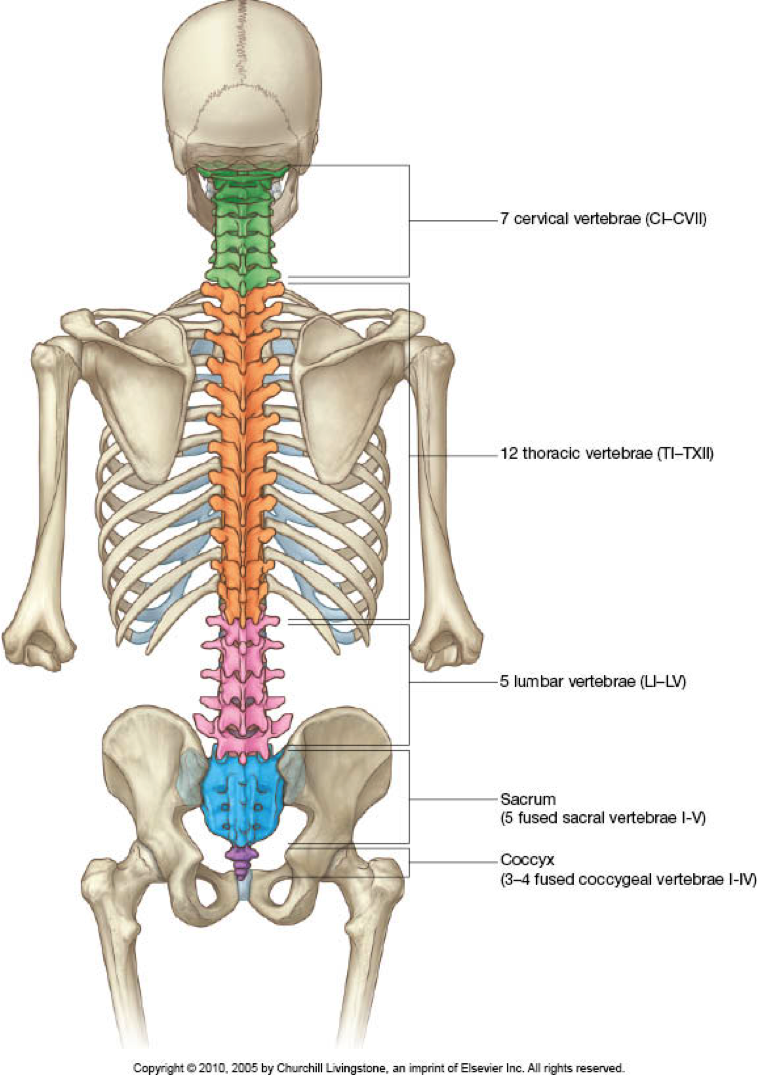 7 cervical vertebrae (CI–CVII)
12 thoracic vertebrae (TI–TXII)
5 lumbar vertebrae (LI–LV)
Sacrum
(5 fused sacral vertebrae I-V)
Coccyx
(3–4 fused coccygeal vertebrae I-IV)
Copyright © 2010, 2005 by Churchill Livingstone, an imprint of Elsevier Inc. All rights reserved.